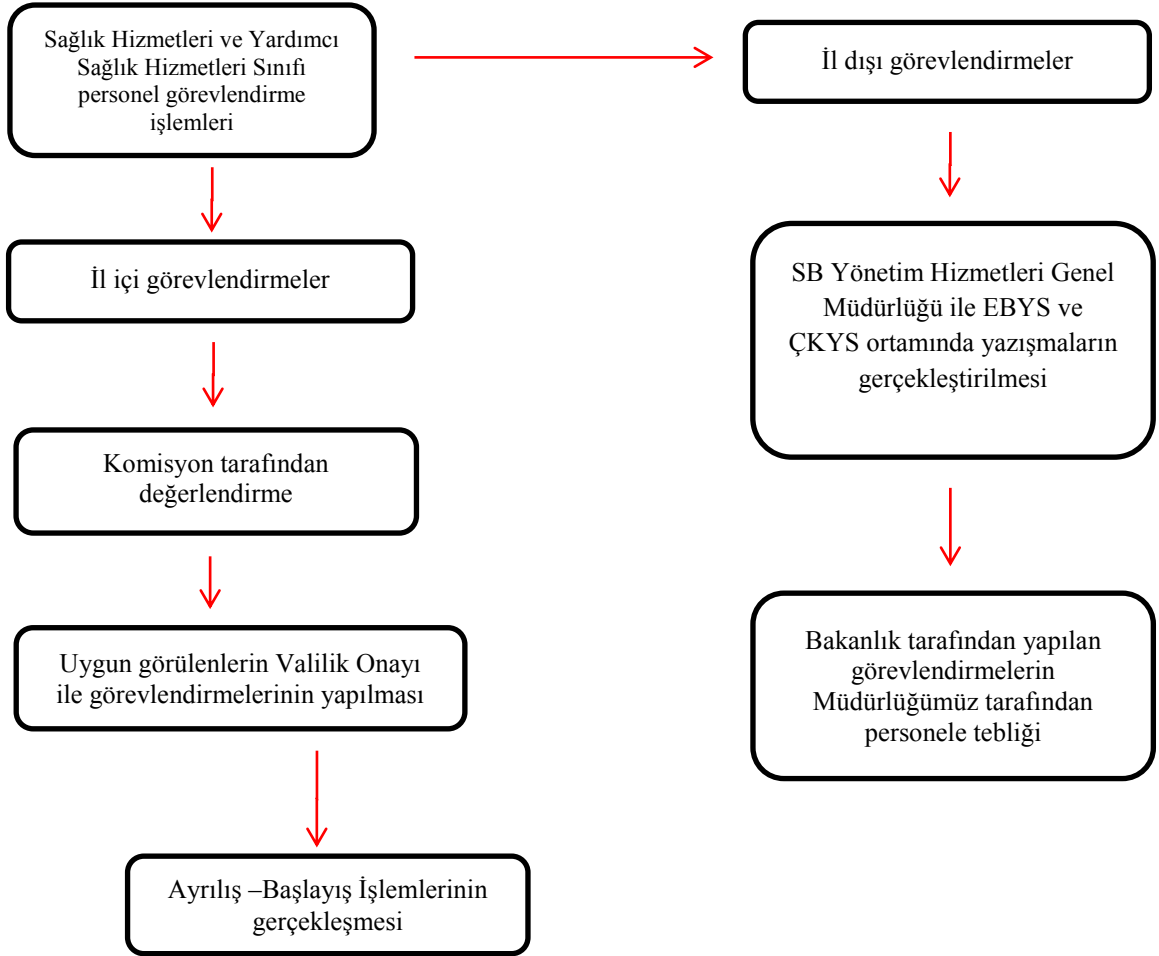 Sağlık Hizmetleri ve Yardımcı
Sağlık Hizmetleri Sınıfı
personel görevlendirme
işlemleri
İl dışı görevlendirmeler
İl içi görevlendirmeler
SB Yönetim Hizmetleri Genel
Müdürlüğü ile EBYS ve
ÇKYS ortamında yazışmaların
gerçekleştirilmesi
Komisyon tarafından
değerlendirme
Uygun görülenlerin Valilik Onayı
ile görevlendirmelerinin yapılması
Bakanlık tarafından yapılan
görevlendirmelerin
Müdürlüğümüz tarafından
personele tebliği
Ayrılış –Başlayış İşlemlerinin
gerçekleşmesi